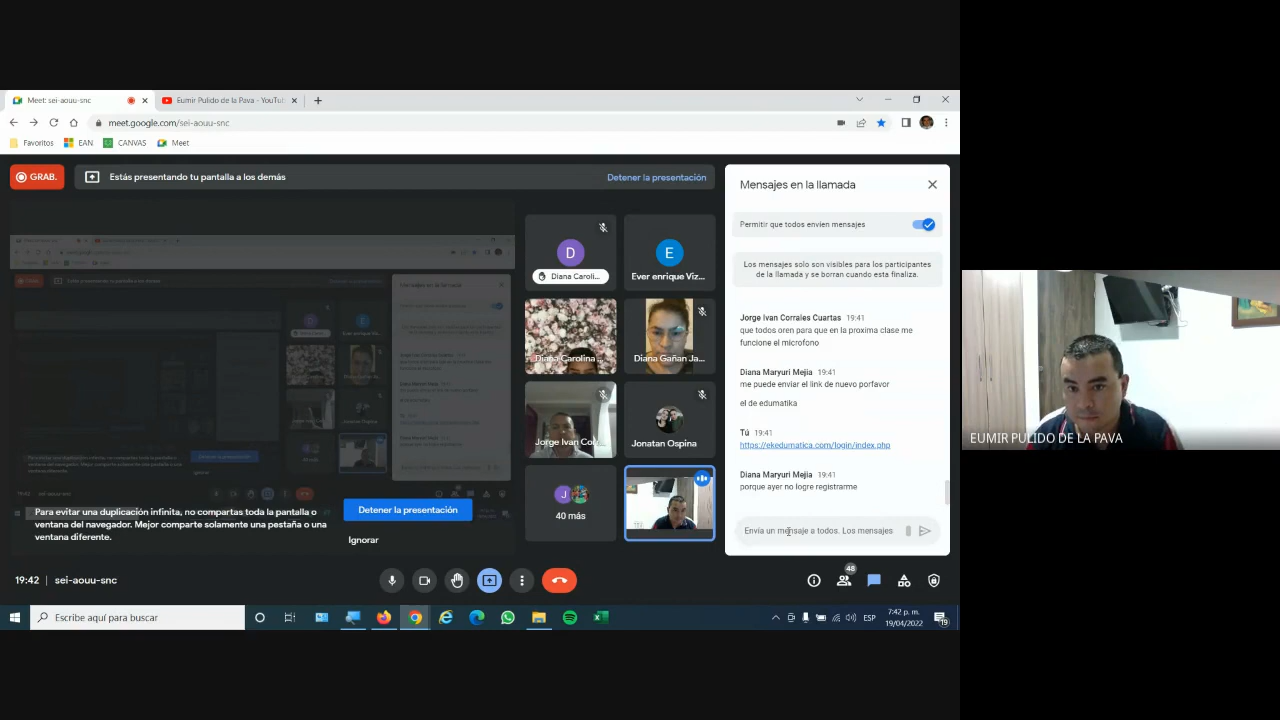 Meet: sei-aouu-snc
Eumir Pulido de la Pava - YouTu
meet.google.com/sei-aouu-snc
Favoritos
EAN
CANVAS
Meet
GRAB.
Estás presentando tu pantalla a los demás
Detener la presentación
Mensajes en la llamada
Permitir que todos envíen mensajes
Los mensajes solo son visibles para los participantes
de la llamada y se borran cuando esta finaliza.
Jorge Ivan Corrales Cuartas 19:41
que todos oren para que en la proxima clase me
funcione el microfono
Diana Maryuri Mejia 19:41
me puede enviar el link de nuevo porfavor
el de edumatika
Tú 19:41
https://ekedumatica.com/login/index.php
Diana Maryuri Mejia 19:41
porque ayer no logre registrarme
Envía un mensaje a todos. Los mensajes
D
Diana Caroli...
E
Ever enrique Viz...
Diana Carolina
Diana Gañan Ja...
Jorge Ivan Cor
Jonatan Ospina
J
40 más
Para evitar una duplicación infinita, no compartas toda la pantalla o
ventana del navegador. Mejor comparte solamente una pestaña o una
ventana diferente.
Detener la presentación
Ignorar
19:42 sei-aouu-snc
48
Escribe aquí para buscar
ESP
7:42 p. m.
19/04/2022
19
EUMIR PULIDO DE LA PAVA